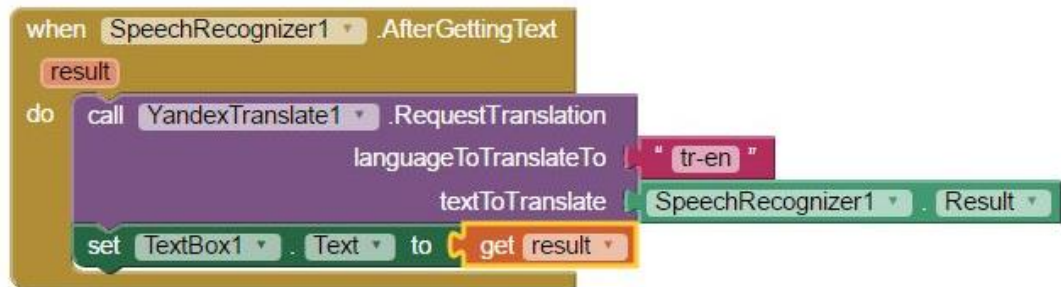 when SpeechRecognizer1 .AfterGettingText
result
do call YandexTranslate1 .RequestTranslation
languageToTranslateTo " tr-en "
textToTranslate SpeechRecognizer1 . Result
set TextBox1 . Text to get result